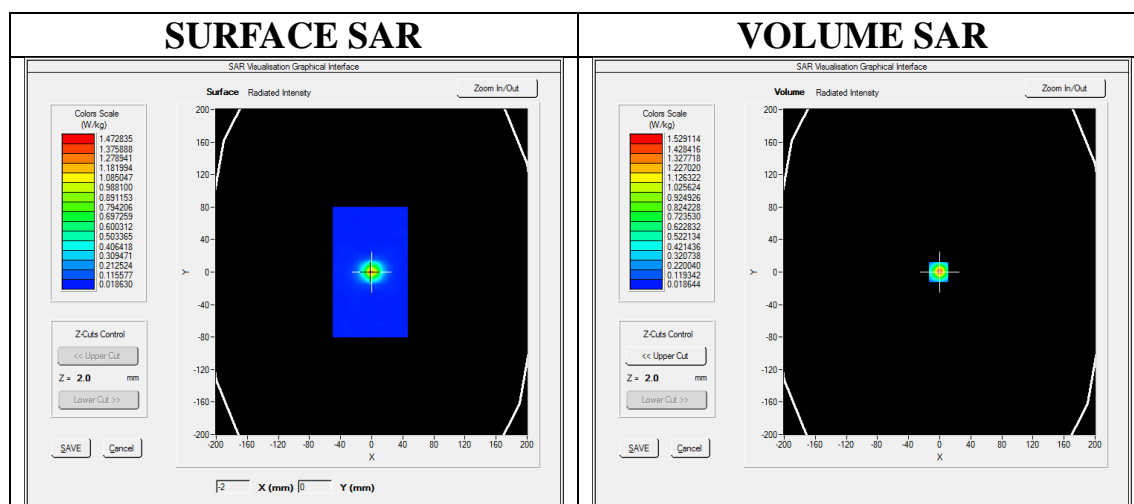 SURFACE SAR
VOLUME SAR
SAR Visualisation Graphical Interface
Surface Radiated Intensity
Zoom In/Out
Colors Scale
(W/kg)
1.472835
1.375888
1.278941
1.181994
1.085047
0.988100
0.891153
0.794206
0.697259
0.600312
0.503365
0.406418
0.309471
0.212524
0.115577
0.018630
200
160
120
80
40
0
-40
-80
-120
-160
-200
Y
-200 -160 -120 -80 -40 0 40 80 120 160 200
X
Z-Cuts Control
<< Upper Cut
Z = 2.0 mm
Lower Cut >>
SAVE Cancel
-2 X (mm) 0 Y (mm)
SAR Visualisation Graphical Interface
Volume Radiated Intensity
Zoom In/Out
Colors Scale
(W/kg)
1.529114
1.428416
1.327718
1.227020
1.126322
1.025624
0.924926
0.824228
0.723530
0.622832
0.522134
0.421436
0.320738
0.220040
0.119342
0.018644
200
160
120
80
40
0
-40
-80
-120
-160
-200
Y
-200 -160 -120 -80 -40 0 40 80 120 160 200
X
Z-Cuts Control
<< Upper Cut
Z = 2.0 mm
Lower Cut >>
SAVE Cancel